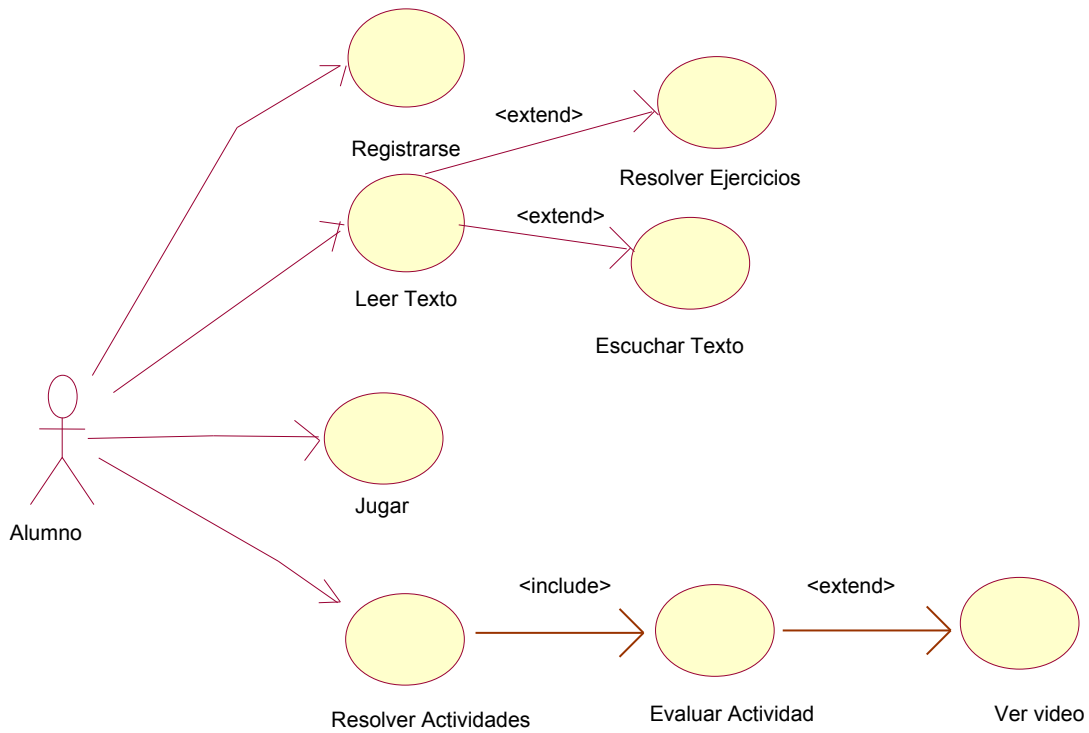 <extend>
Registrarse
Resolver Ejercicios
<extend>
Leer Texto
Escuchar Texto
Jugar
Alumno
<include>
<extend>
Resolver Actividades
Evaluar Actividad
Ver video